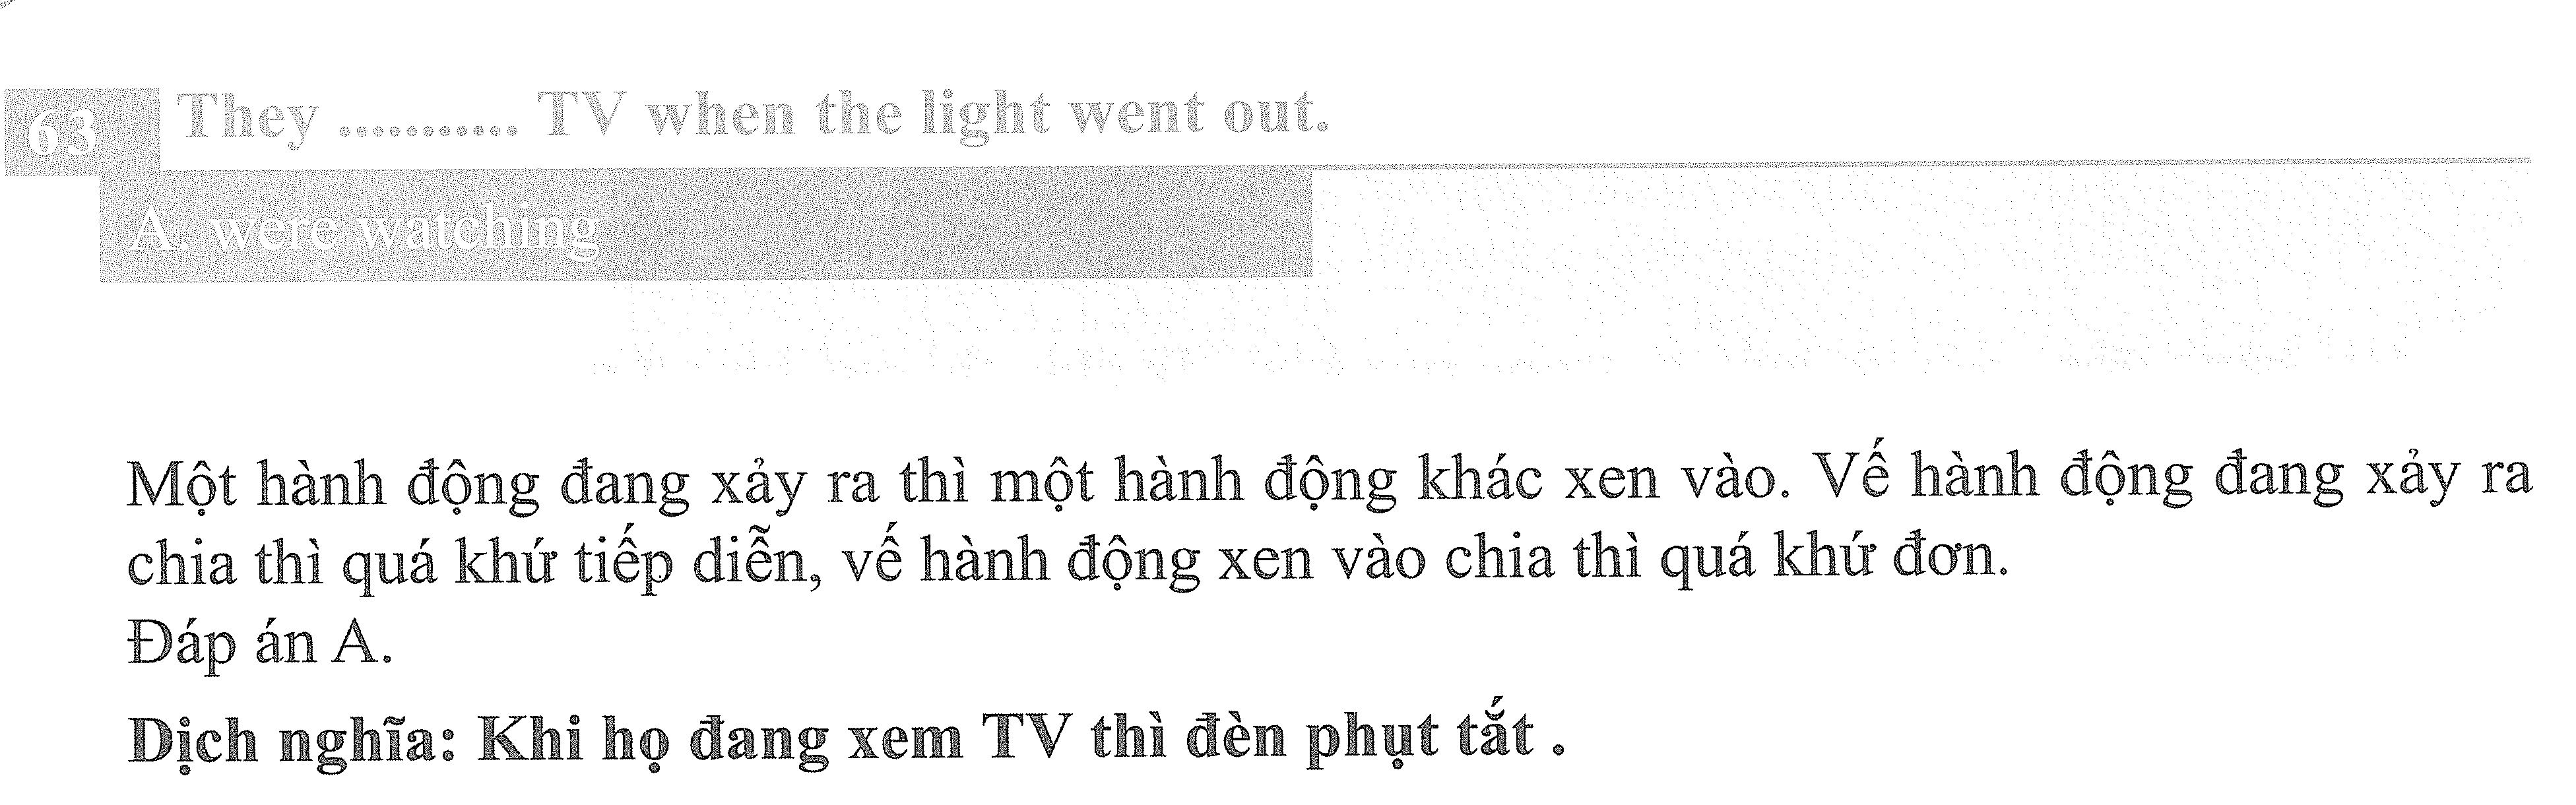 63 They ........... TV when the light went out.
A. were watching
Một hành động đang xảy ra thì một hành động khác xen vào. Vế hành động đang xảy ra
chia thì quá khứ tiếp diễn, vế hành động xen vào chia thì quá khứ đơn.
Đáp án A.
Dịch nghĩa: Khi họ đang xem TV thì đèn phụt tắt .